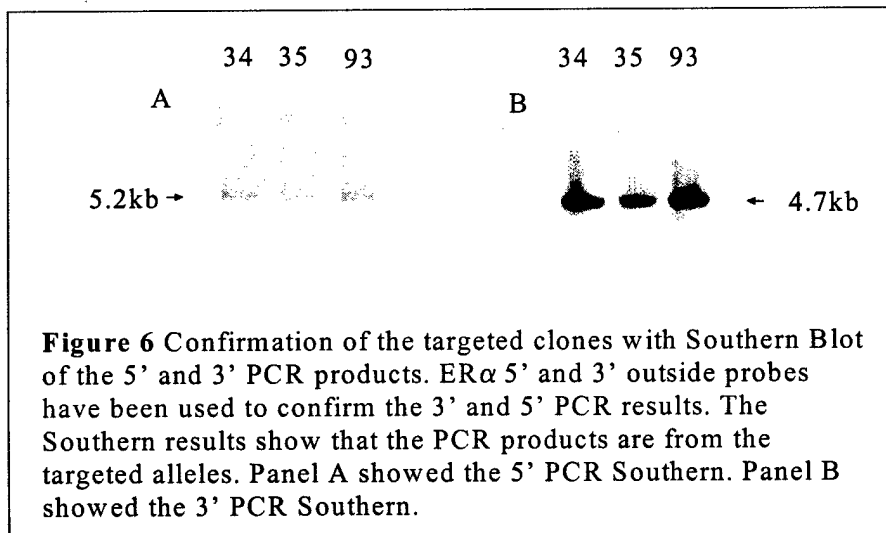 34 35 93
34 35 93
A
B
5.2kb →
← 4.7kb
Figure 6 Confirmation of the targeted clones with Southern Blot
of the 5’ and 3’ PCR products. ERα 5’ and 3’ outside probes
have been used to confirm the 3’ and 5’ PCR results. The
Southern results show that the PCR products are from the
targeted alleles. Panel A showed the 5’ PCR Southern. Panel B
showed the 3’ PCR Southern.